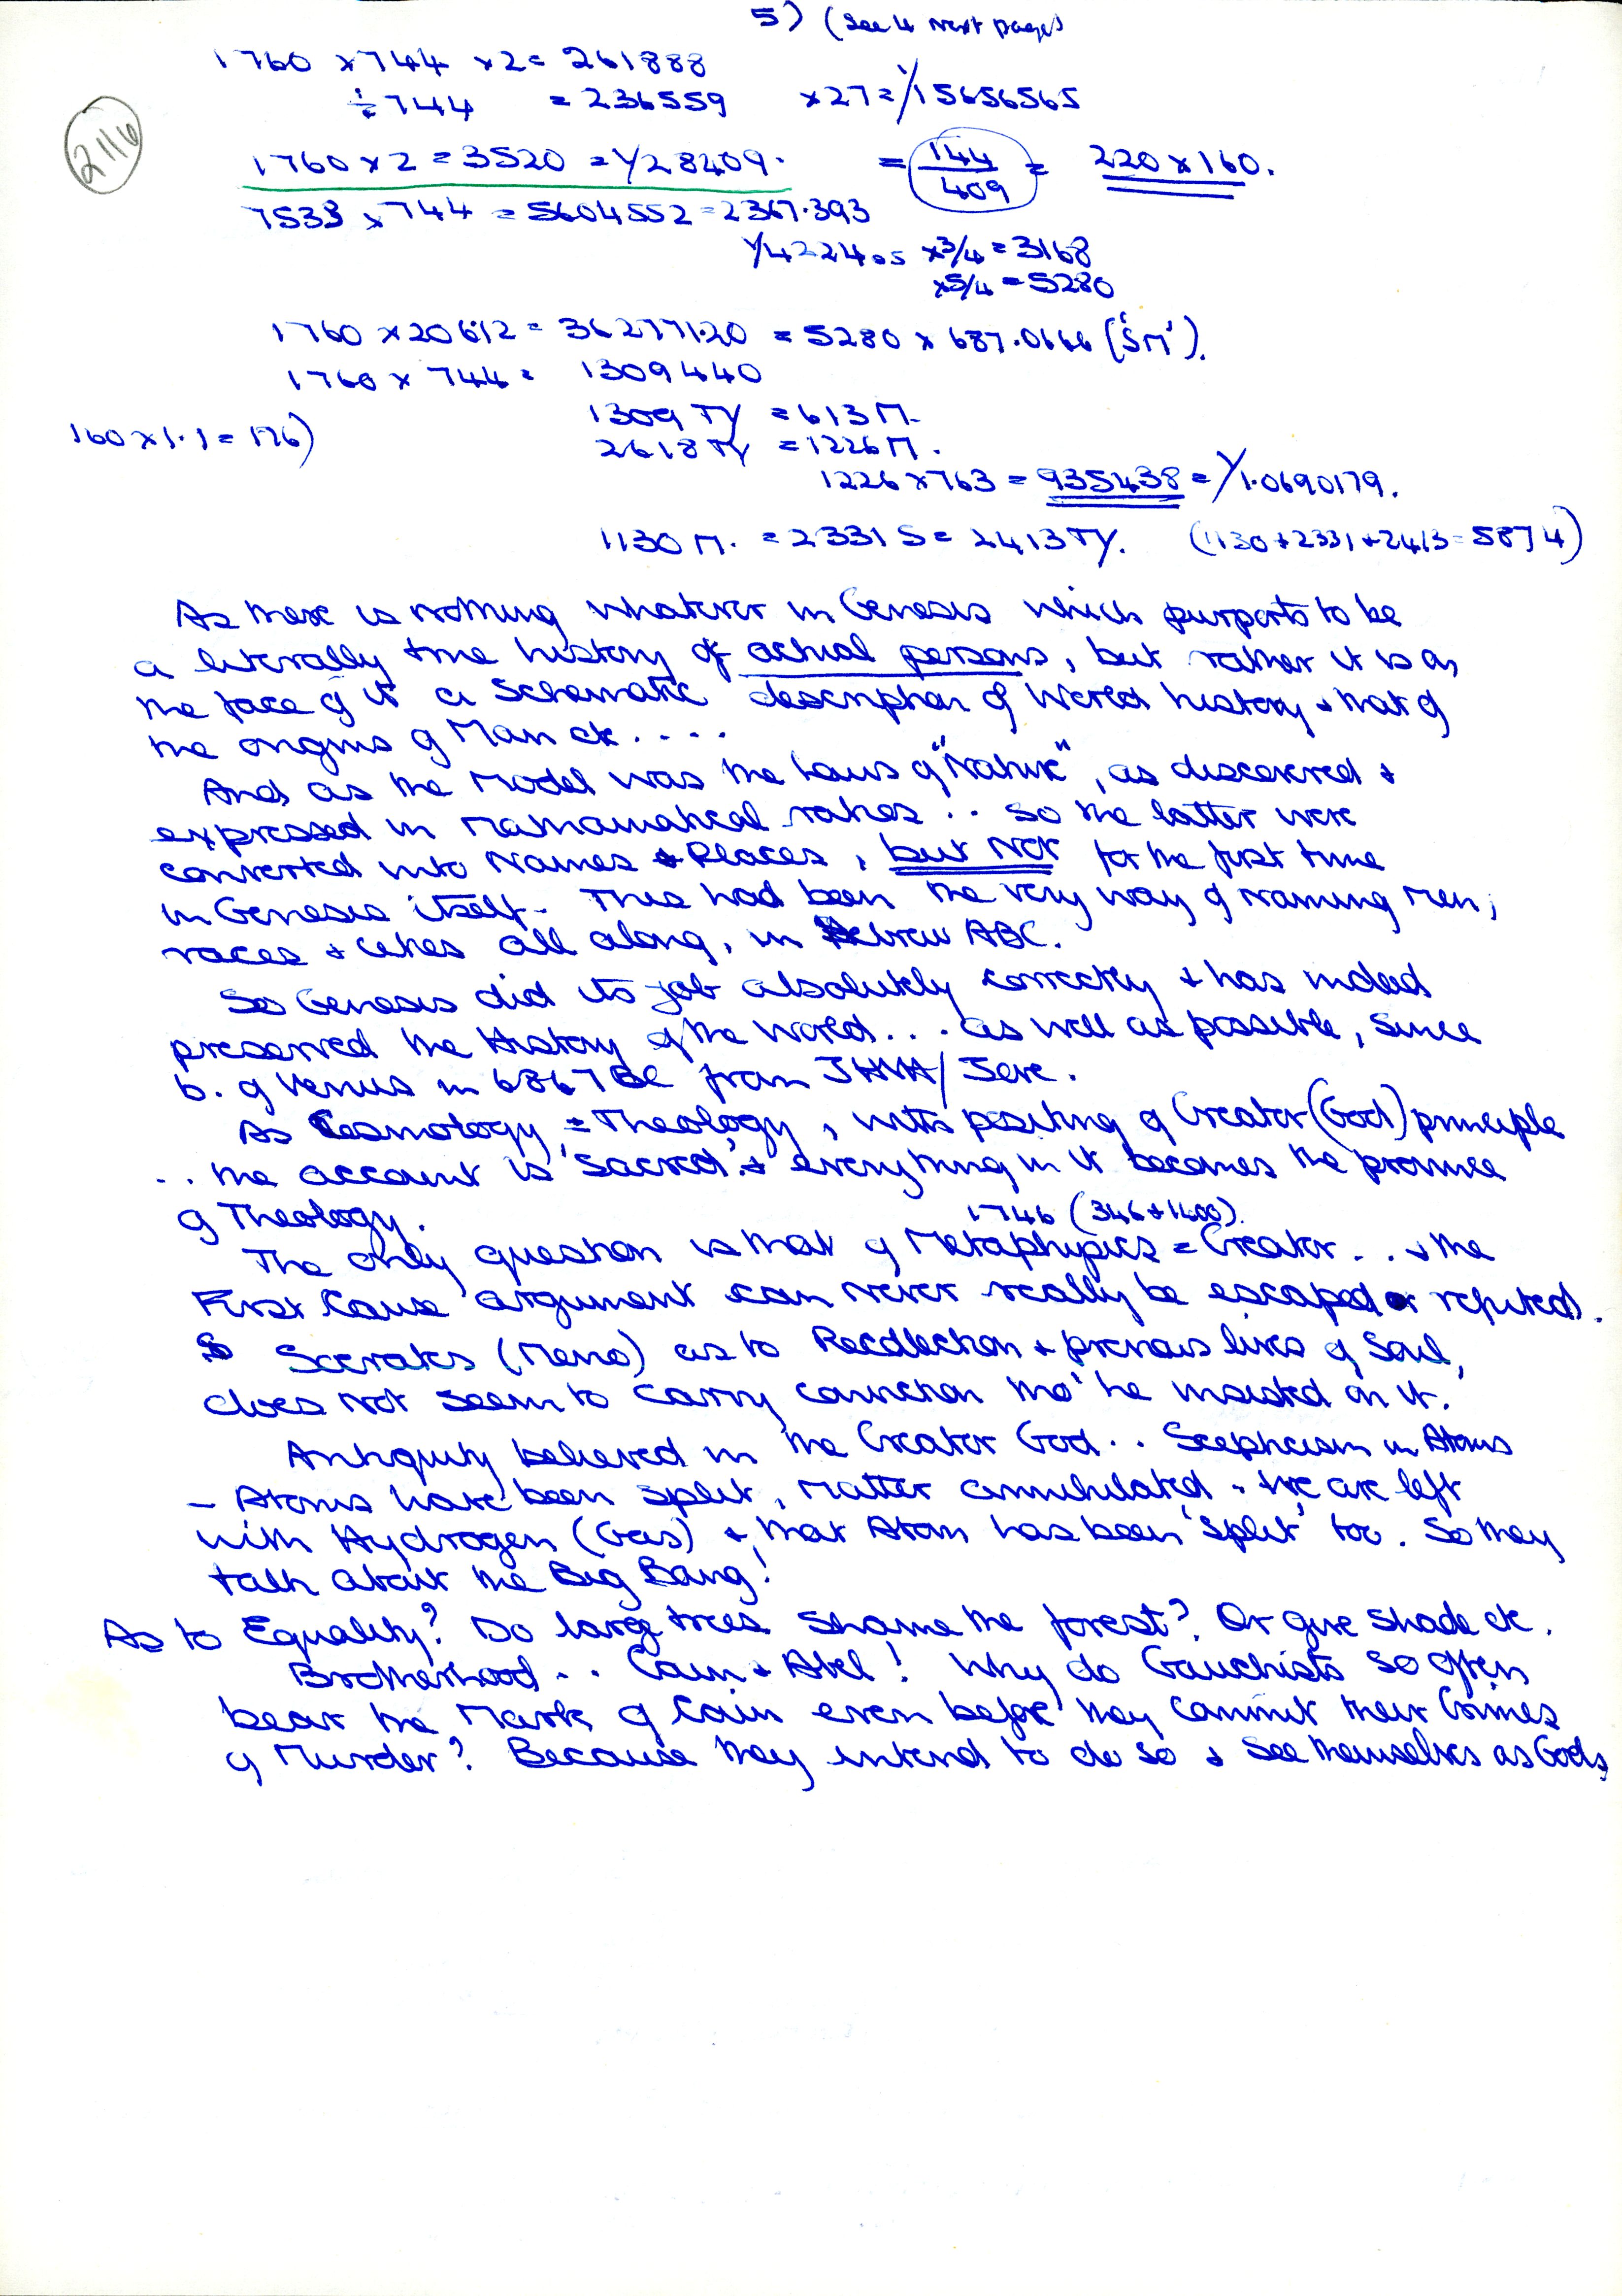 5) (See 4 next page)
1760 x 744 x 2 = 261888
÷ 744 = 236559 x 27 = 1/15656565
2116
1760 x 2 = 3520 = 1/28409. = 144/409 = 220 x 160.
7533 x 744 = 5604552 = 2367.393
1/422405 x 3/4 = 3168
x 5/4 = 5280
1760 x 20612 = 36277120 = 5280 x 687.0666
1760 x 744 = 1309440
1309 TY = 613 M.
160 x 1.1 = 176)
2618 TY = 1226 M.
1226 x 763 = 935438 = 1/1.0690179.
1130 M. = 2331 S = 2413 TY. (1130 + 2331 + 2413 = 5874)
As there is nothing whatever in Genesis which purports to be
a literally true history of actual persons, but rather it is on
the face of it a schematic description of World history + that of
the origins of Man etc....
And as the Model was the Laws of "Nature", as discovered +
expressed in Mathematical ratios .. so the latter were
converted into Names & Places, but Not for the first time
in Genesis itself - This had been the very way of naming Men,
races + cities all along, in Hebrew ABC.
So Genesis did its job absolutely correctly + has indeed
preserved the History of the World... as well as possible, since
b. of Venus in 6867 BC from JHVH/
As Cosmology = Theology, with positing of Creator (God) principle
.. the account is 'sacred' + everything in it becomes the province
of Theology.
1746 (346 + 1400).
The only question is that of Metaphysics = Creator... + the
First Cause argument can never really be escaped or refuted.
So Socrates (Meno) as to Recollection + previous lives of Soul,
does not seem to carry conviction tho' he insisted on it.
Antiquity believed in the Creator God.. Scepticism in Atoms
- Atoms have been split, Matter annihilated. We are left
with Hydrogen (Gas) + that Atom has been 'split' too. So they
talk about the Big Bang!
As to Equality? Do large trees shame the forest? Or give shade etc.
Brotherhood.. Cain + Abel! Why do Gauchists so often
bear the Mark of Cain even before they commit their Crimes
of Murder? Because they intend to do so + see themselves as Gods